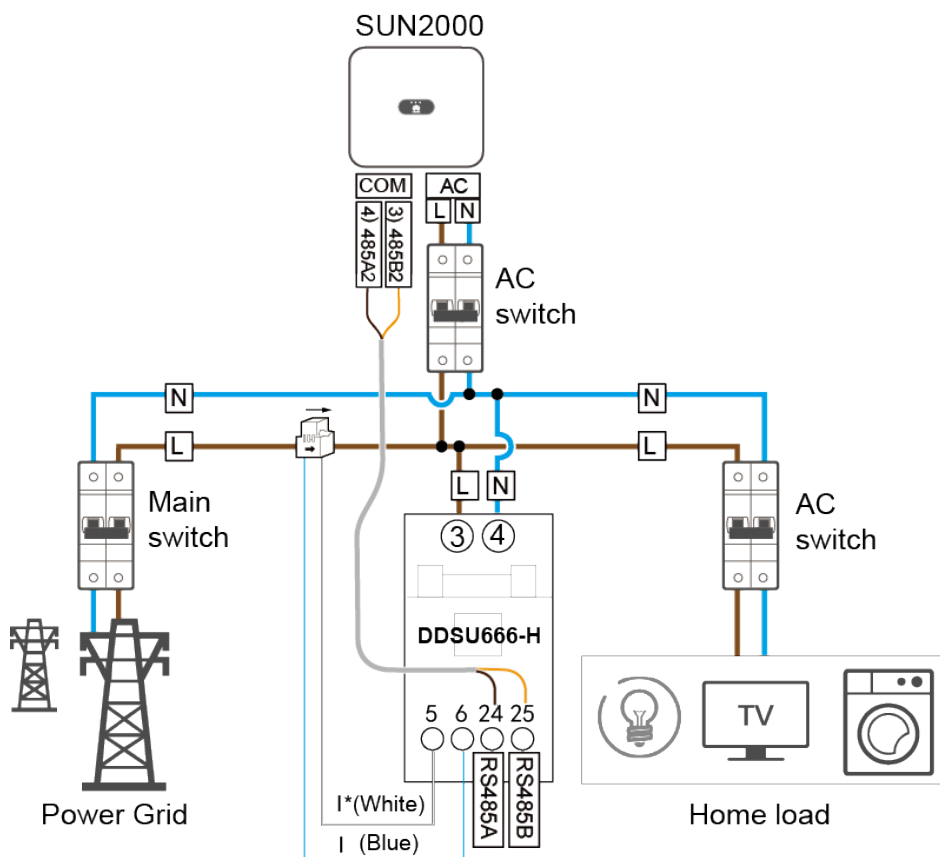 SUN2000
COM
AC
4) 485A2
3) 485B2
L
N
AC
switch
N
N
L
L
Main
switch
L
N
AC
switch
3
4
DDSU666-H
TV
5
6
24
25
RS485A
RS485B
I*(White)
I (Blue)
Power Grid
Home load